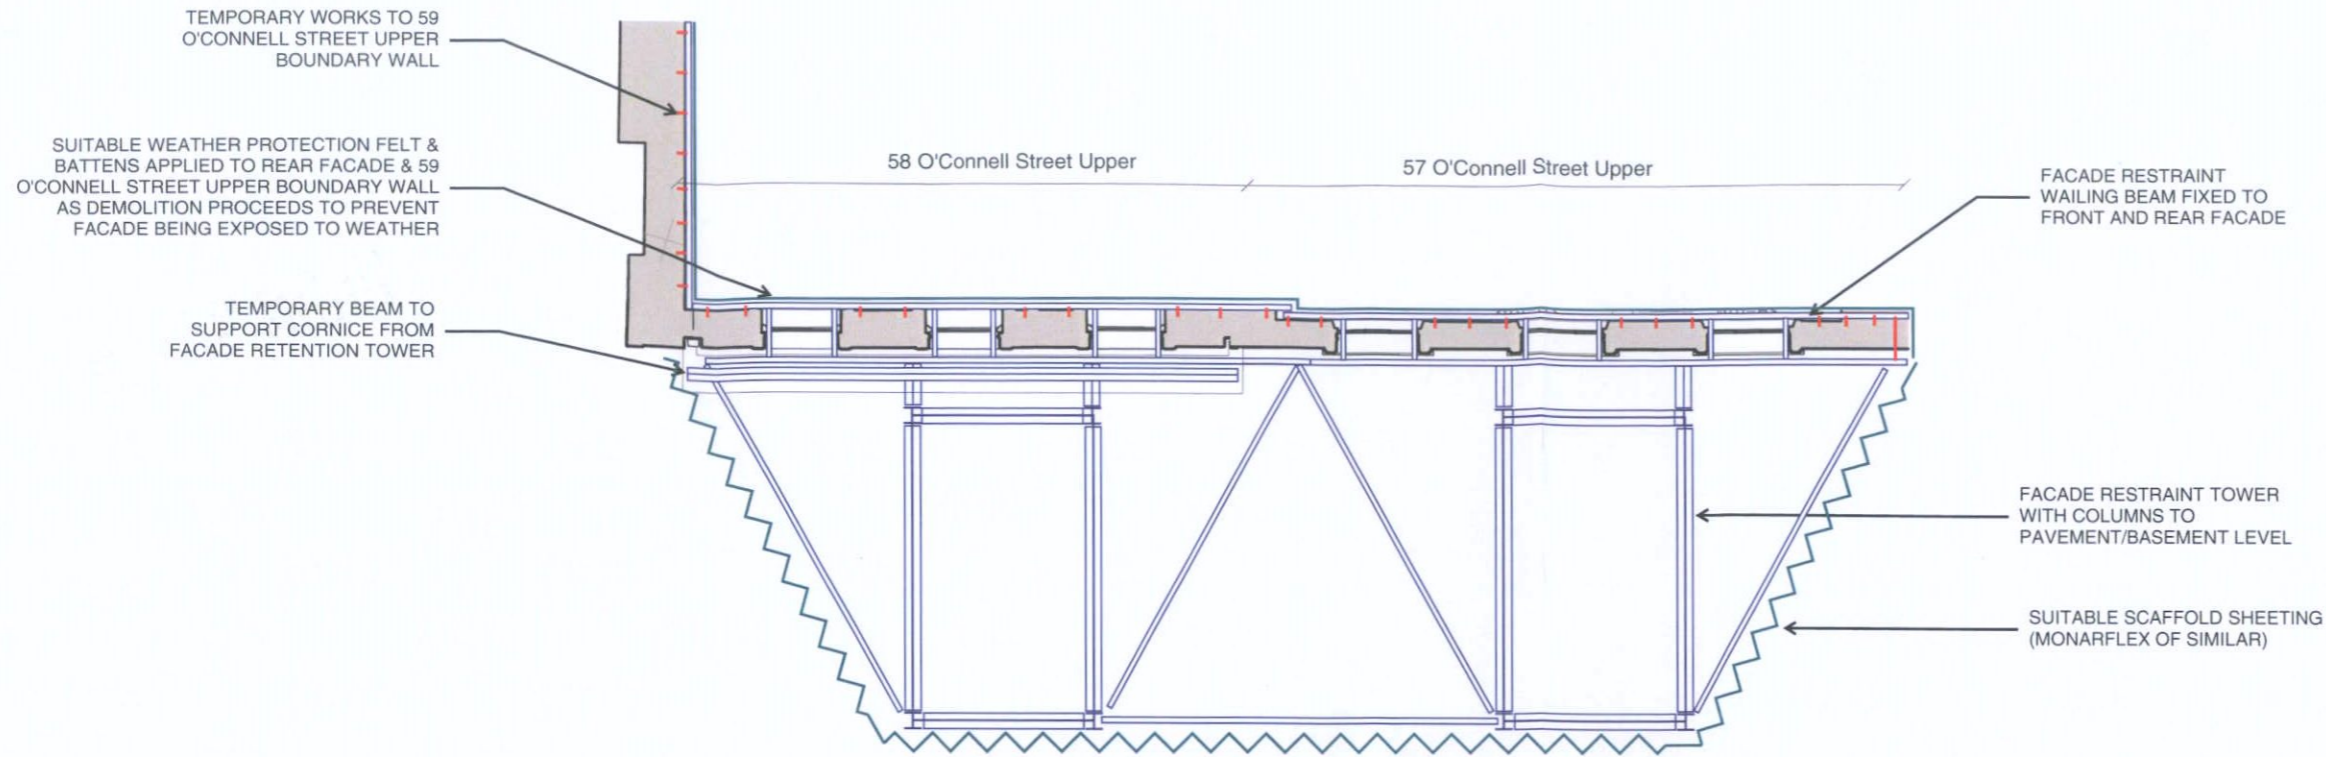 TEMPORARY WORKS TO 59
O'CONNELL STREET UPPER
BOUNDARY WALL
SUITABLE WEATHER PROTECTION FELT &
BATTENS APPLIED TO REAR FACADE & 59
O'CONNELL STREET UPPER BOUNDARY WALL
AS DEMOLITION PROCEEDS TO PREVENT
FACADE BEING EXPOSED TO WEATHER
TEMPORARY BEAM TO
SUPPORT CORNICE FROM
FACADE RETENTION TOWER
58 O'Connell Street Upper
57 O'Connell Street Upper
FACADE RESTRAINT
WAILING BEAM FIXED TO
FRONT AND REAR FACADE
FACADE RESTRAINT TOWER
WITH COLUMNS TO
PAVEMENT/BASEMENT LEVEL
SUITABLE SCAFFOLD SHEETING
(MONARFLEX OF SIMILAR)